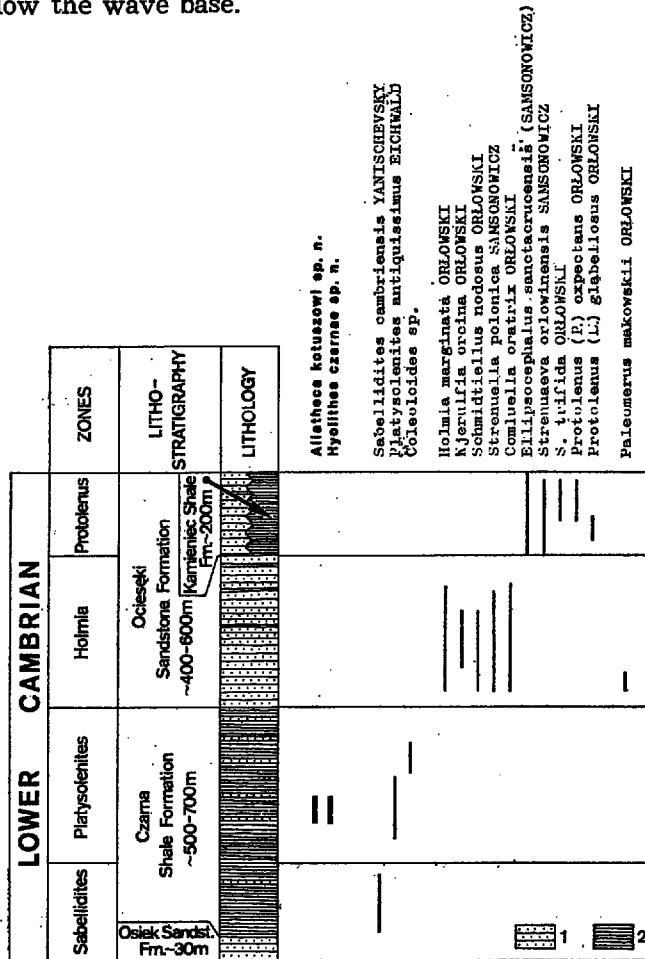 low the wave base.
LOWER CAMBRIAN
ZONES
Sabellidites
Platysolenites
Holmia
Protolenus
LITHO-
STRATIGRAPHY
Osiek Sandst.
Fm.~30m
Czarna
Shale Formation
~500-700m
Ocieseki
Sandstone Formation
~400-600m
Kamieniec Shale
Fm.~200m
LITHOLOGY
Allatheca kotuszowi sp. n.
Hyolithes czarnae sp. n.
Sabellidites cambriensis YANISCHEVSKY
Platysolenites antiquissimus EICHWALD
Coleoloides sp.
Holmia marginata ORŁOWSKI
Kjerulfia orcina ORŁOWSKI
Schmidtiellus nodosus ORŁOWSKI
Strenuella polonica SAMSONOWICZ
Comluella oratrix ORŁOWSKI
Ellipsocephalus sanctacrucensis (SAMSONOWICZ)
Strenuaeva orlowinensis SAMSONOWICZ
S. trifida ORŁOWSKI
Protolenus (P.) expectans ORŁOWSKI
Protolenus (L.) glabellosus ORŁOWSKI
Paleomerus makowskii ORŁOWSKI
1
2